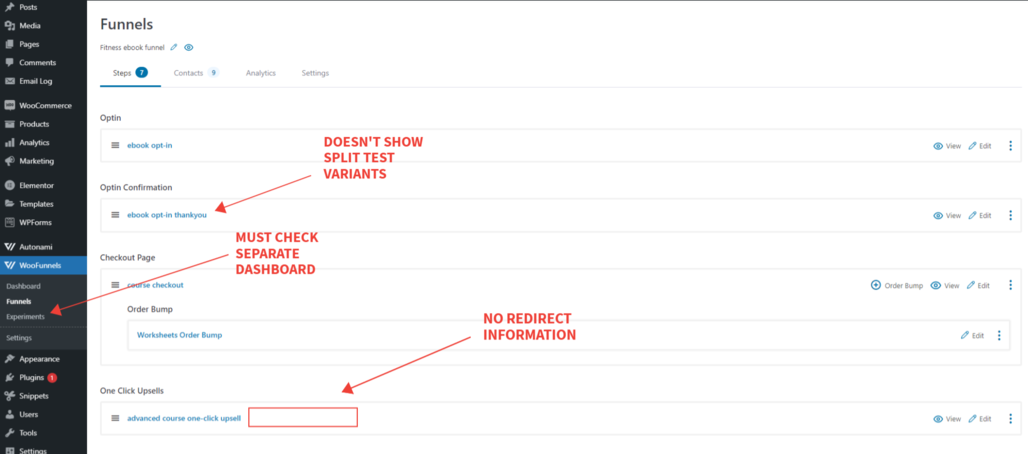 Posts
Media
Pages
Comments
Email Log
WooCommerce
Products
Analytics
Marketing
Elementor
Templates
WPForms
Autonami
WooFunnels
Dashboard
Funnels
Experiments
Settings
Appearance
Plugins 1
Snippets
Users
Tools
Settings
Funnels
Fitness ebook funnel
Steps 7 Contacts 9 Analytics Settings
Optin
ebook opt-in View Edit
DOESN'T SHOW
SPLIT TEST
VARIANTS
Optin Confirmation
ebook opt-in thankyou View Edit
MUST CHECK
SEPARATE
DASHBOARD
Checkout Page
course checkout Order Bump View Edit
Order Bump
Worksheets Order Bump Edit
NO REDIRECT
INFORMATION
One Click Upsells
advanced course one-click upsell View Edit